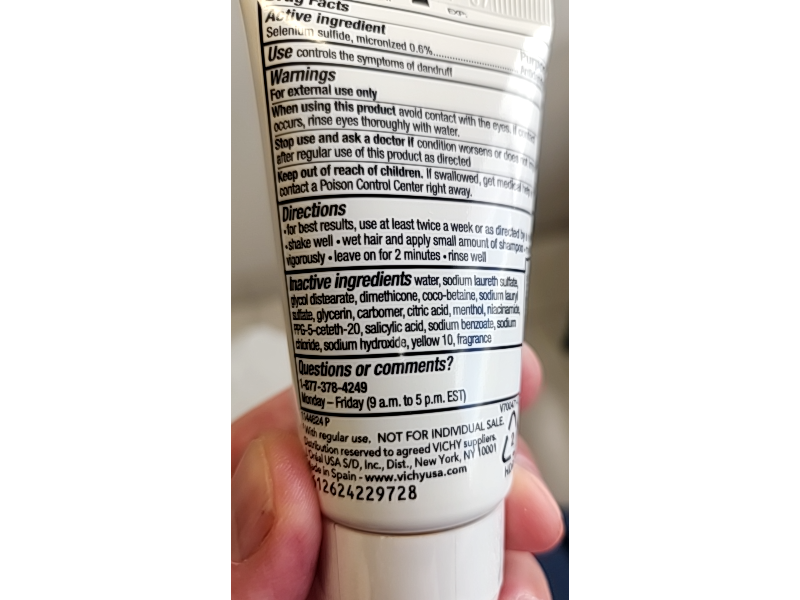 Drug Facts
Active ingredient
Selenium sulfide, micronized 0.6%
Use controls the symptoms of dandruff
Warnings
For external use only
When using this product avoid contact with the eyes. If contact
occurs, rinse eyes thoroughly with water.
Stop use and ask a doctor if condition worsens or does not
after regular use of this product as directed
Keep out of reach of children. If swallowed, get medical
contact a Poison Control Center right away.
Directions
•for best results, use at least twice a week or as directed by a
•shake well • wet hair and apply small amount of shampoo •
vigorously • leave on for 2 minutes • rinse well
Inactive ingredients water, sodium laureth sulfate,
glycol distearate, dimethicone, coco-betaine, sodium lauryl
sulfate, glycerin, carbomer, citric acid, menthol, niacinamide,
PPG-5-ceteth-20, salicylic acid, sodium benzoate, sodium
chloride, sodium hydroxide, yellow 10, fragrance
Questions or comments?
1-877-378-4249
Monday – Friday (9 a.m. to 5 p.m. EST)
*With regular use. NOT FOR INDIVIDUAL SALE.
Distribution reserved to agreed VICHY suppliers.
L'Oréal USA S/D, Inc., Dist., New York, NY 10001
Made in Spain - www.vichyusa.com
612624229728